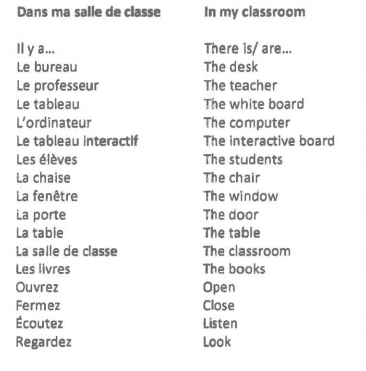 Dans ma salle de classe In my classroom
Il y a... There is/ are...
Le bureau The desk
Le professeur The teacher
Le tableau The white board
L'ordinateur The computer
Le tableau interactif The interactive board
Les élèves The students
La chaise The chair
La fenêtre The window
La porte The door
La table The table
La salle de classe The classroom
Les livres The books
Ouvrez Open
Fermez Close
Écoutez Listen
Regardez Look